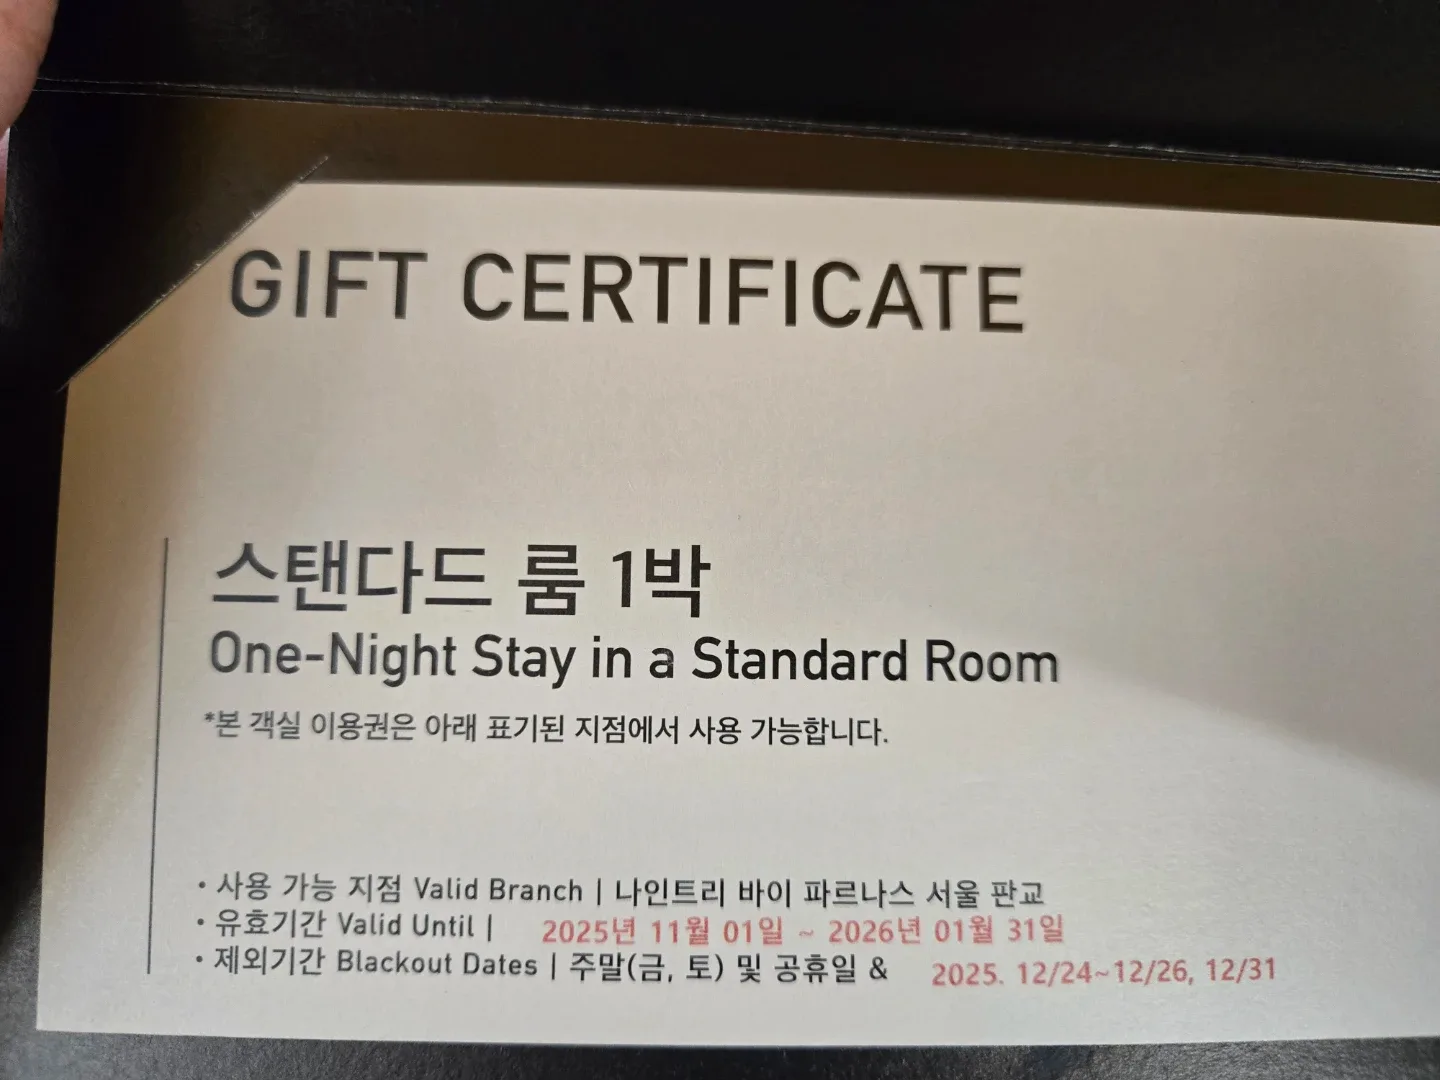 GIFT CERTIFICATE
스탠다드 룸 1박
One-Night Stay in a Standard Room
*본 객실 이용권은 아래 표기된 지점에서 사용 가능합니다.
• 사용 가능 지점 Valid Branch | 나인트리 바이 파르나스 서울 판교
• 유효기간 Valid Until | 2025년 11월 01일 ~ 2026년 01월 31일
• 제외기간 Blackout Dates | 주말(금, 토) 및 공휴일 & 2025. 12/24~12/26, 12/31